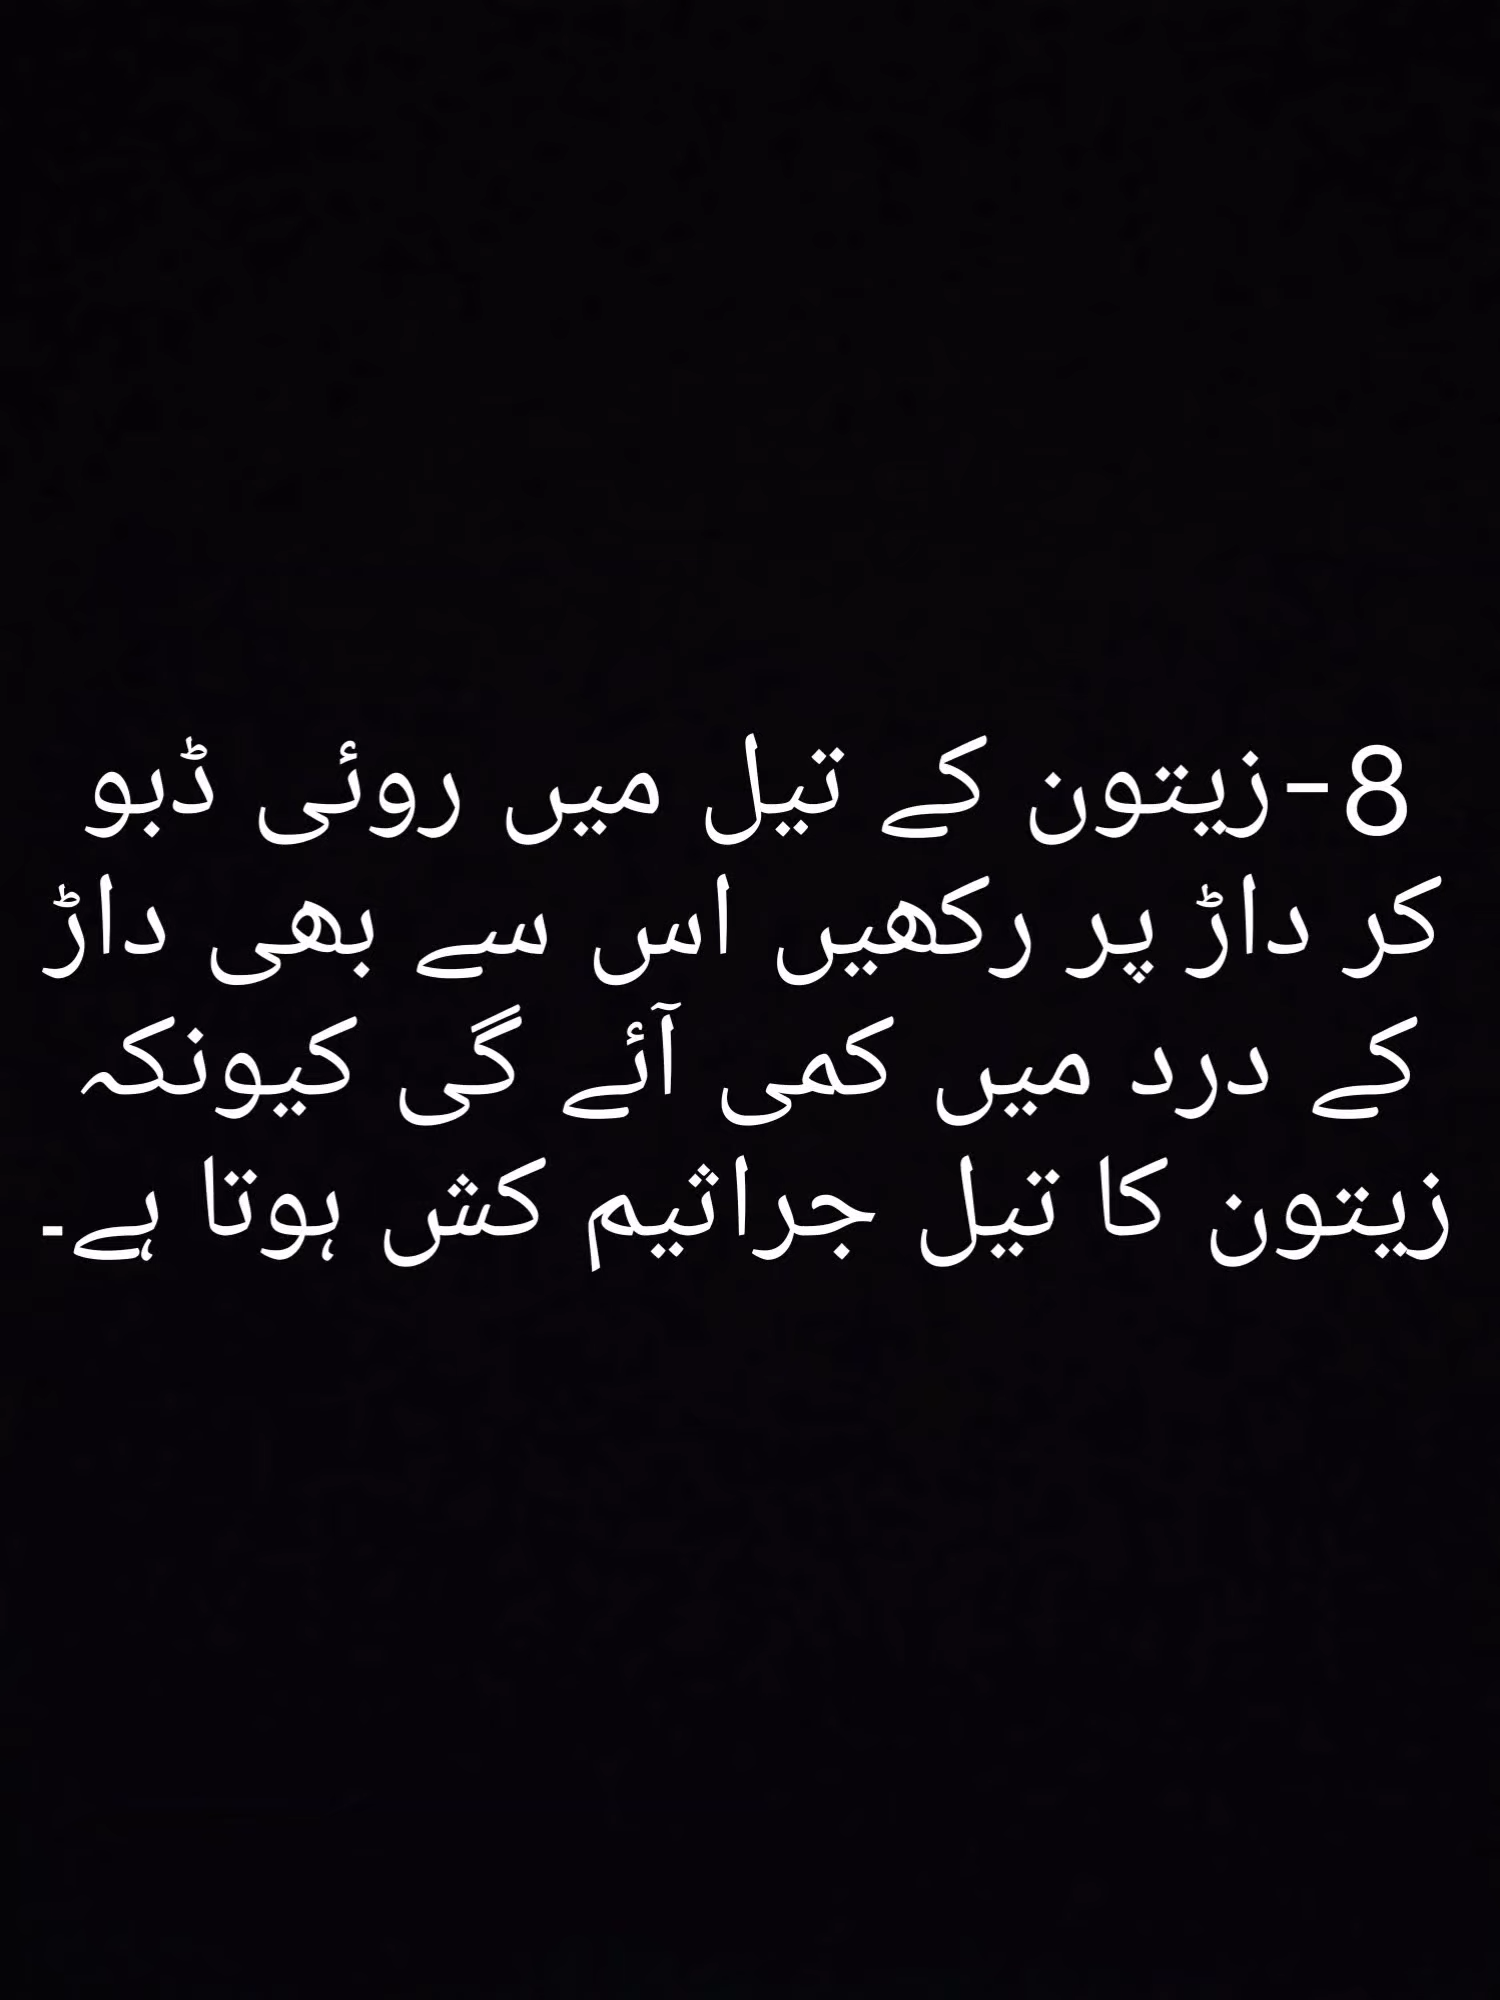 8-زیتون کے تیل میں روئی ڈبو
کر داڑ پر رکھیں اس سے بھی داڑ
کے درد میں کمی آئے گی کیونکہ
زیتون کا تیل جراثیم کش ہوتا ہے۔